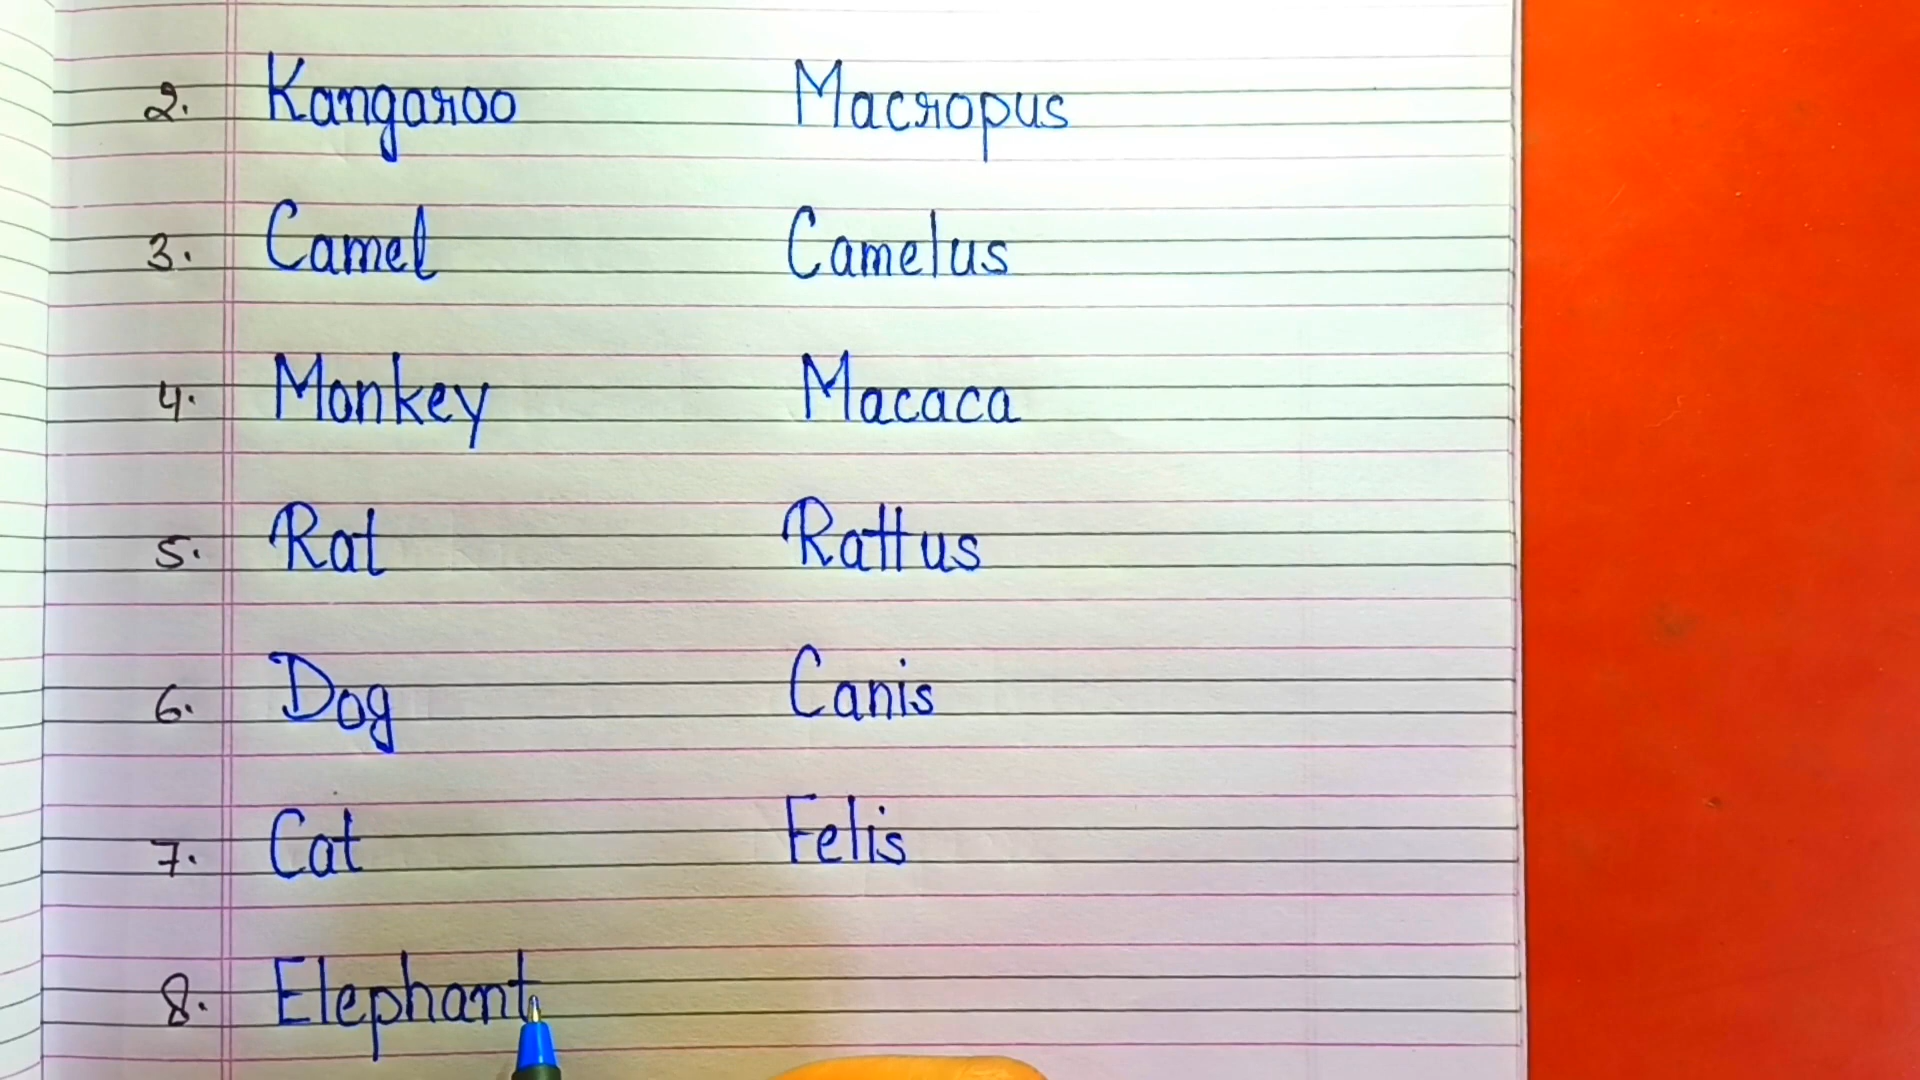 2. Kangaroo Macropus
3. Camel Camelus
4. Monkey Macaca
5. Rat Rattus
6. Dog Canis
7. Cat Felis
8. Elephant